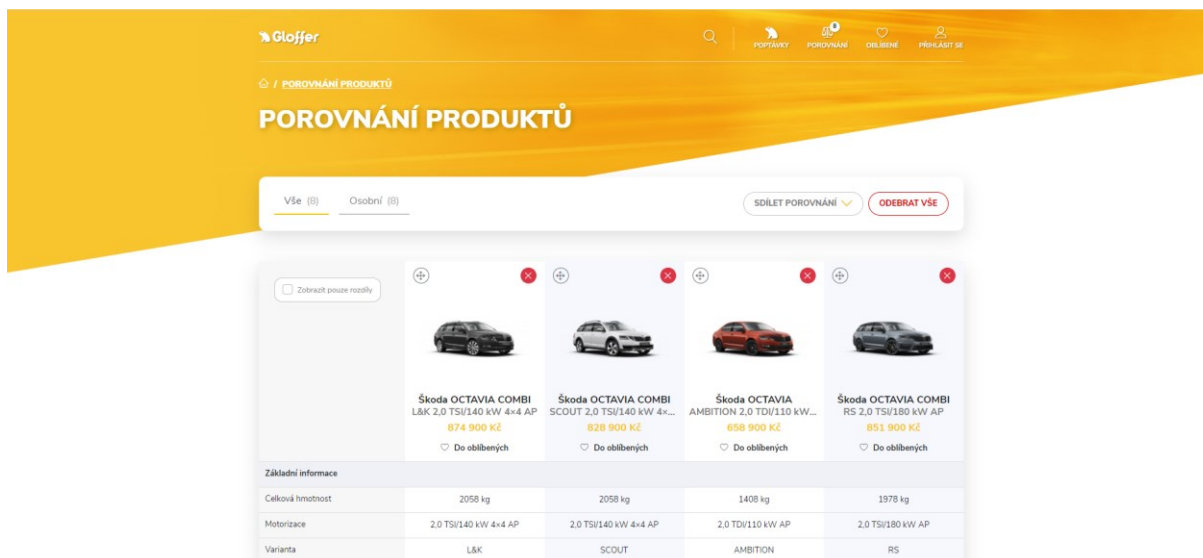 Gloffer
8
POPTÁVKY POROVNÁNÍ OBLÍBENÉ PŘIHLÁSIT SE
/ POROVNÁNÍ PRODUKTŮ
POROVNÁNÍ PRODUKTŮ
Vše (8) Osobní (8) SDÍLET POROVNÁNÍ ODEBRAT VŠE
Zobrazit pouze rozdíly
Škoda OCTAVIA COMBI Škoda OCTAVIA COMBI Škoda OCTAVIA Škoda OCTAVIA COMBI
L&K 2,0 TSI/140 kW 4×4 AP SCOUT 2,0 TSI/140 kW 4×... AMBITION 2,0 TDI/110 kW... RS 2,0 TSI/180 kW AP
874 900 Kč 828 900 Kč 658 900 Kč 851 900 Kč
Do oblíbených Do oblíbených Do oblíbených Do oblíbených
Základní informace
Celková hmotnost 2058 kg 2058 kg 1408 kg 1978 kg
Motorizace 2,0 TSI/140 kW 4×4 AP 2,0 TSI/140 kW 4×4 AP 2,0 TDI/110 kW AP 2,0 TSI/180 kW AP
Varianta L&K SCOUT AMBITION RS